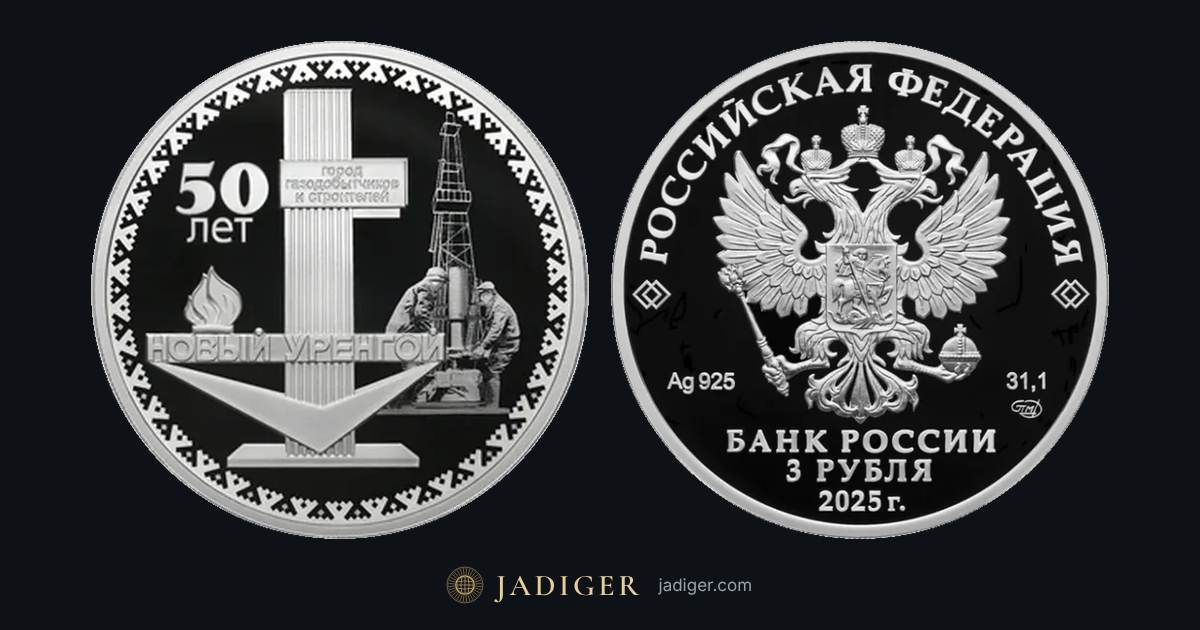 50
лет
город
газодобытчиков
и строителей
НОВЫЙ УРЕНГОЙ
РОССИЙСКАЯ ФЕДЕРАЦИЯ
Ag 925
31,1
БАНК РОССИИ
3 РУБЛЯ
2025 г.
JADIGER
jadiger.com